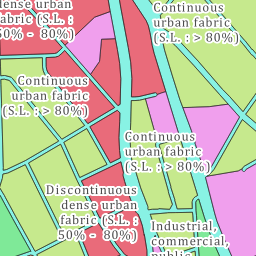 dense urban
fabric (S.L. :
50% - 80%)
Continuous
urban fabric
(S.L. : > 80%)
Continuous
urban fabric
(S.L. : > 80%)
Continuous
urban fabric
(S.L. : > 80%)
Discontinuous
dense urban
fabric (S.L. :
50% - 80%)
Industrial,
commercial,
public